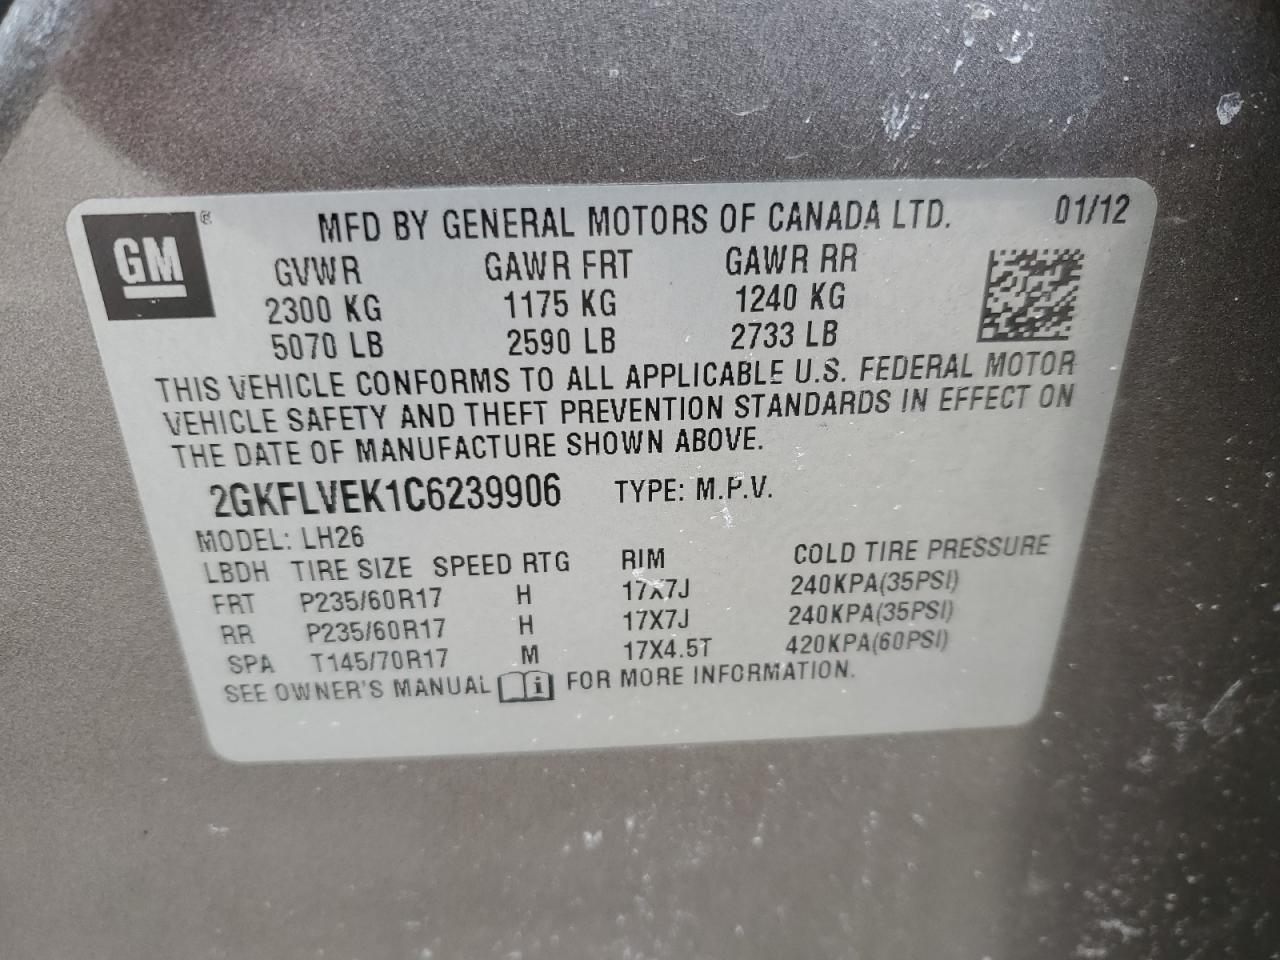 GM ® MFD BY GENERAL MOTORS OF CANADA LTD. 01/12
GVWR GAWR FRT GAWR RR
2300 KG 1175 KG 1240 KG
5070 LB 2590 LB 2733 LB
THIS VEHICLE CONFORMS TO ALL APPLICABLE U.S. FEDERAL MOTOR
VEHICLE SAFETY AND THEFT PREVENTION STANDARDS IN EFFECT ON
THE DATE OF MANUFACTURE SHOWN ABOVE.
2GKFLVEK1C6239906 TYPE: M.P.V.
MODEL: LH26
LBDH TIRE SIZE SPEED RTG RIM COLD TIRE PRESSURE
FRT P235/60R17 H 17X7J 240KPA(35PSI)
RR P235/60R17 H 17X7J 240KPA(35PSI)
SPA T145/70R17 M 17X4.5T 420KPA(60PSI)
SEE OWNER'S MANUAL i FOR MORE INFORMATION.